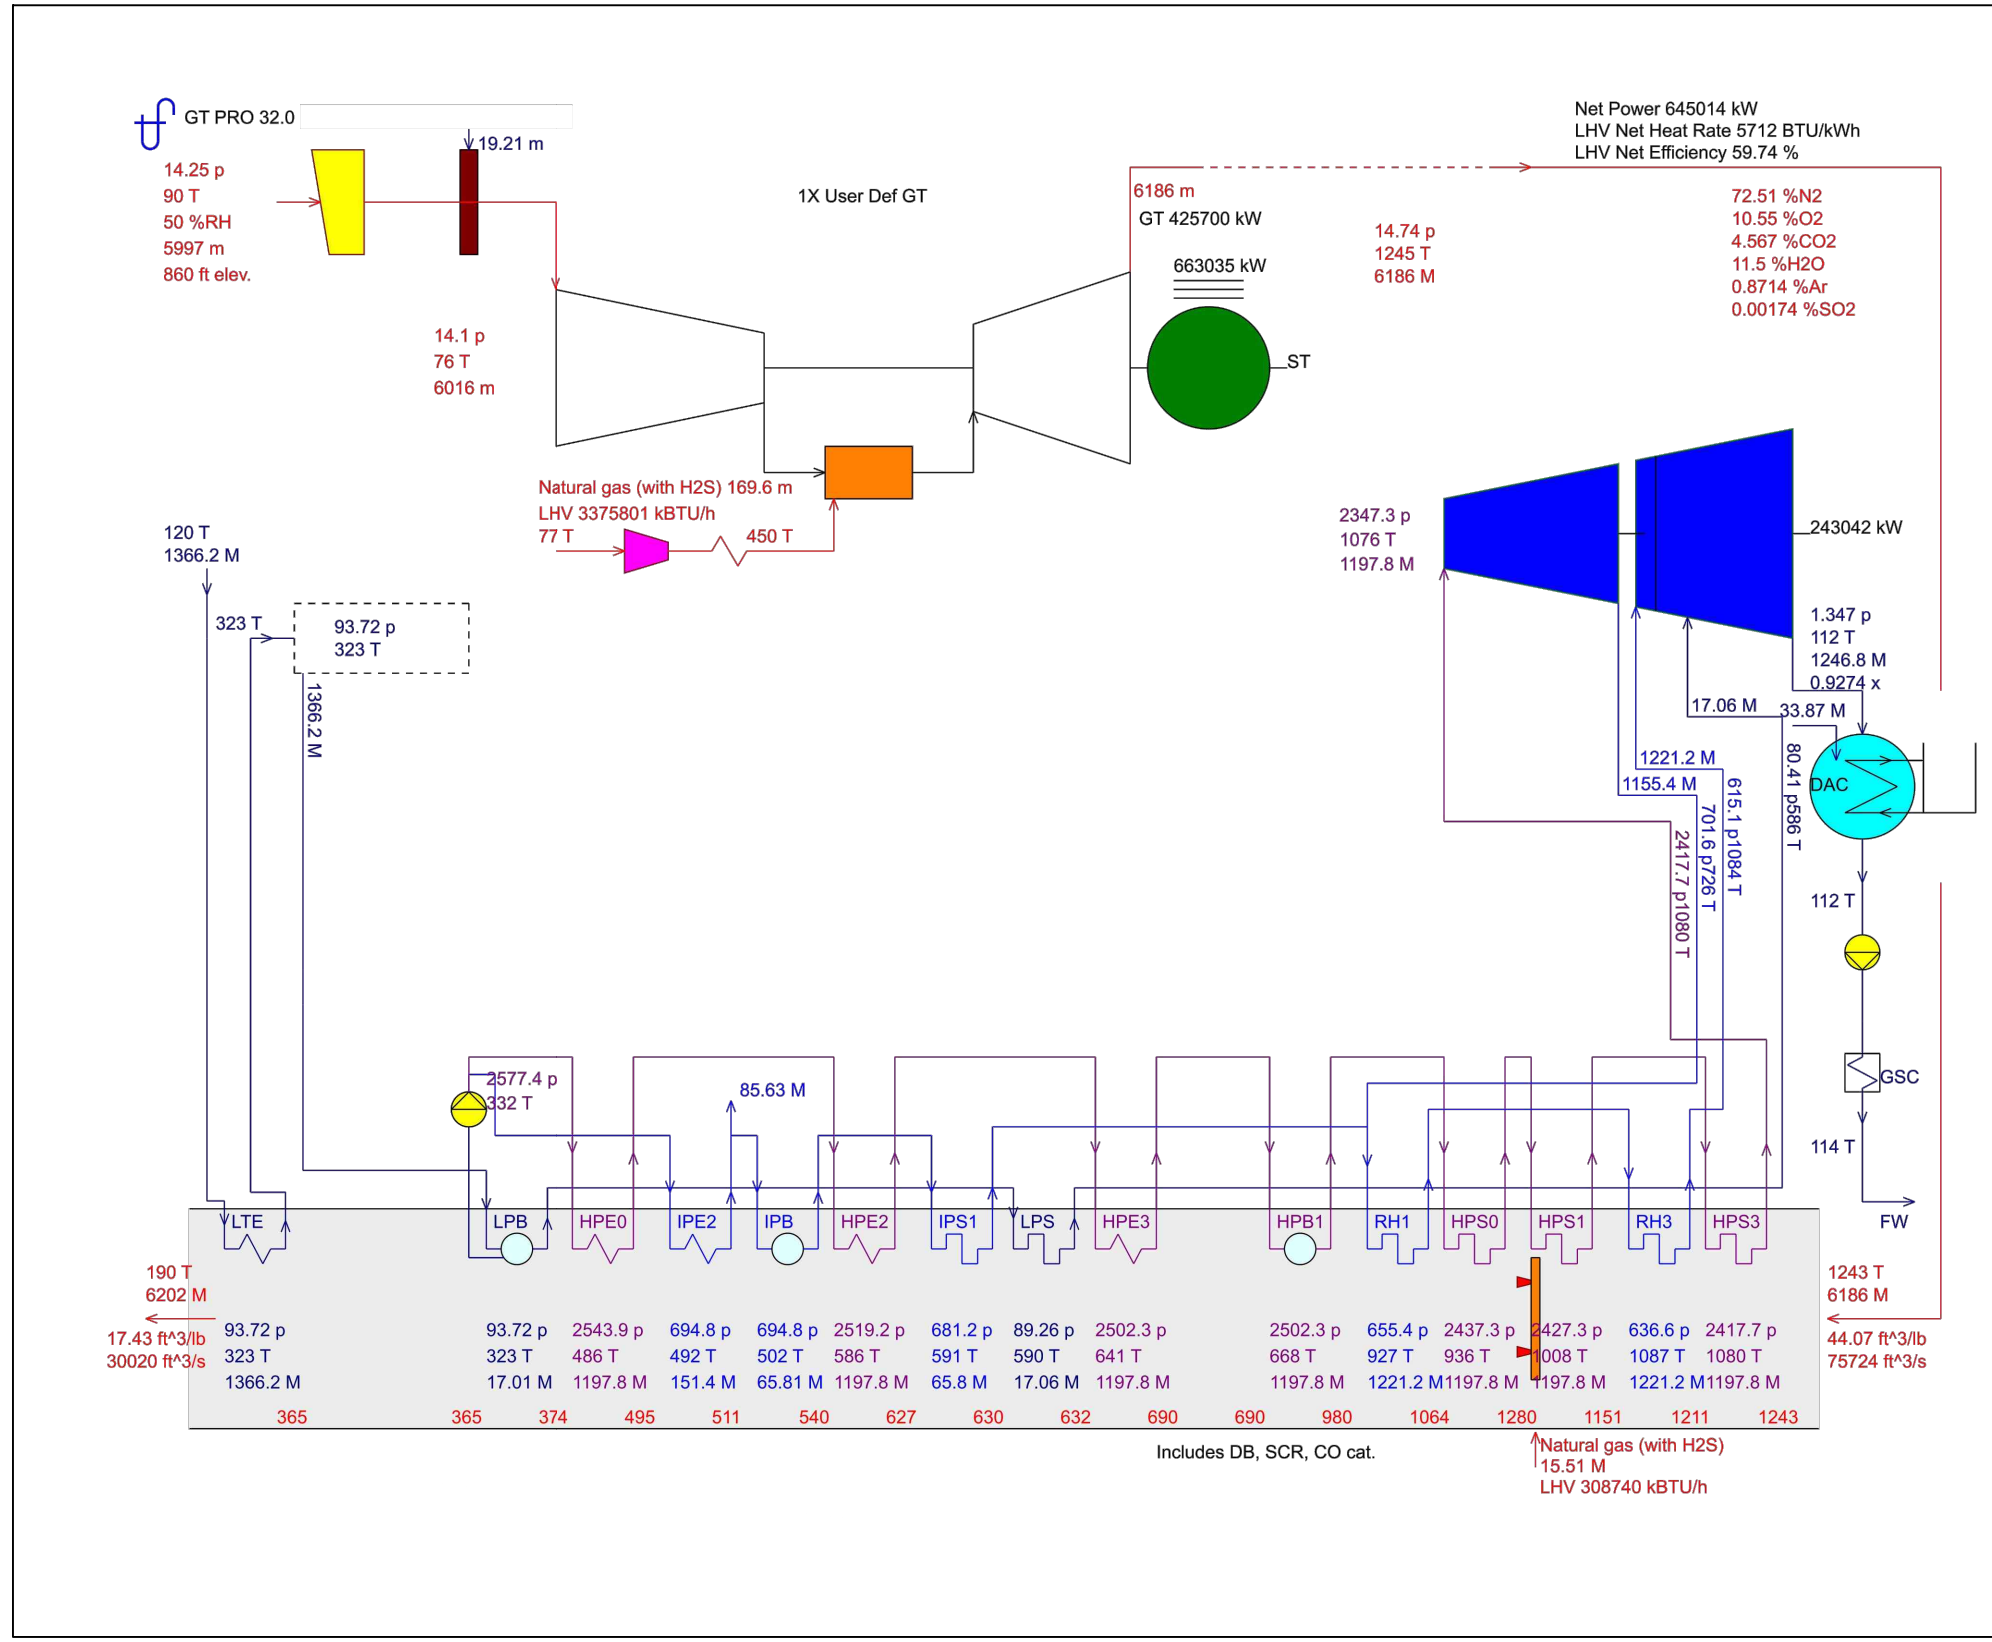 GT PRO 32.0
19.21 m
14.25 p
90 T
50 %RH
5997 m
860 ft elev.
1X User Def GT
Net Power 645014 kW
LHV Net Heat Rate 5712 BTU/kWh
LHV Net Efficiency 59.74 %
6186 m
GT 425700 kW
663035 kW
14.74 p
1245 T
6186 M
72.51 %N2
10.55 %O2
4.567 %CO2
11.5 %H2O
0.8714 %Ar
0.00174 %SO2
14.1 p
76 T
6016 m
ST
Natural gas (with H2S) 169.6 m
LHV 3375801 kBTU/h
77 T
450 T
2347.3 p
1076 T
1197.8 M
243042 kW
120 T
1366.2 M
323 T
93.72 p
323 T
1366.2 M
1.347 p
112 T
1246.8 M
0.9274 x
17.06 M
33.87 M
1221.2 M
1155.4 M
80.41 p586 T
615.1 p1084 T
701.6 p726 T
2417.7 p1080 T
DAC
112 T
GSC
114 T
FW
2577.4 p
332 T
85.63 M
LTE
LPB
HPE0
IPE2
IPB
HPE2
IPS1
LPS
HPE3
HPB1
RH1
HPS0
HPS1
RH3
HPS3
190 T
6202 M
17.43 ft^3/lb
30020 ft^3/s
1243 T
6186 M
44.07 ft^3/lb
75724 ft^3/s
93.72 p
323 T
1366.2 M
93.72 p
323 T
17.01 M
2543.9 p
486 T
1197.8 M
694.8 p
492 T
151.4 M
694.8 p
502 T
65.81 M
2519.2 p
586 T
1197.8 M
681.2 p
591 T
65.8 M
89.26 p
590 T
17.06 M
2502.3 p
641 T
1197.8 M
2502.3 p
668 T
1197.8 M
655.4 p
927 T
1221.2 M
2437.3 p
936 T
1197.8 M
2427.3 p
1008 T
1197.8 M
636.6 p
1087 T
1221.2 M
2417.7 p
1080 T
1197.8 M
365 365 374 495 511 540 627 630 632 690 690 980 1064 1280 1151 1211 1243
Includes DB, SCR, CO cat.
Natural gas (with H2S)
15.51 M
LHV 308740 kBTU/h